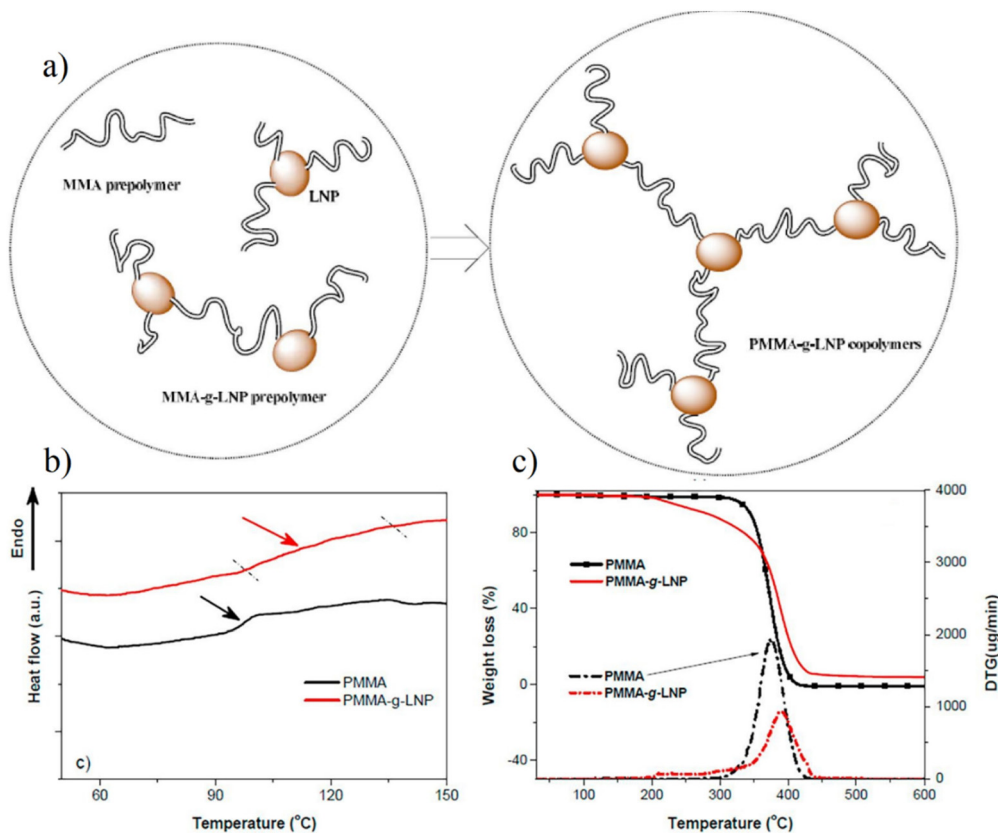 a)
MMA prepolymer
LNP
MMA-g-LNP prepolymer
PMMA-g-LNP copolymers
b)
Endo
Heat flow (a.u.)
PMMA
PMMA-g-LNP
c)
60 90 120 150
Temperature (°C)
c)
80
40
0
-40
Weight loss (%)
PMMA
PMMA-g-LNP
PMMA
PMMA-g-LNP
4000
3000
2000
1000
0
DTG(ug/min)
100 200 300 400 500 600
Temperature (°C)